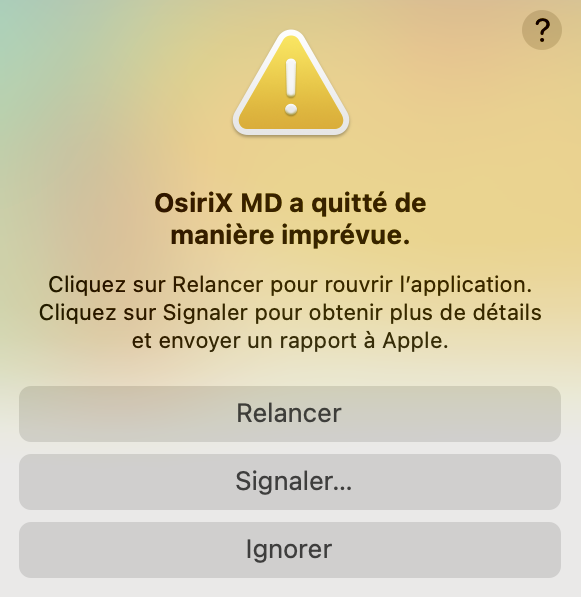 ?
OsiriX MD a quitté de
manière imprévue.
Cliquez sur Relancer pour rouvrir l’application.
Cliquez sur Signaler pour obtenir plus de détails
et envoyer un rapport à Apple.
Relancer
Signaler...
Ignorer